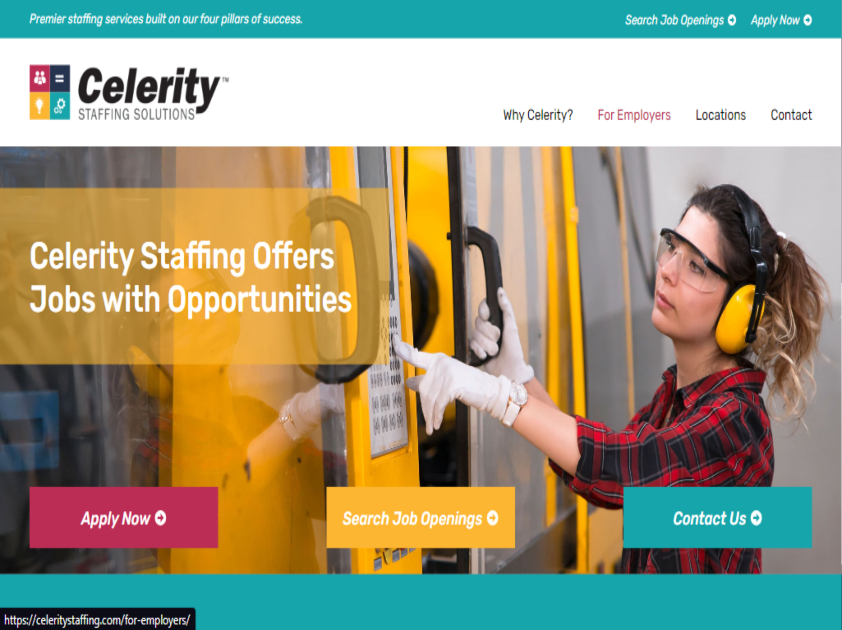 Premier staffing services built on our four pillars of success.
Search Job Openings
Apply Now
Celerity™
STAFFING SOLUTIONS
Why Celerity?
For Employers
Locations
Contact
Celerity Staffing Offers
Jobs with Opportunities
Apply Now
Search Job Openings
Contact Us
https://celeritystaffing.com/for-employers/